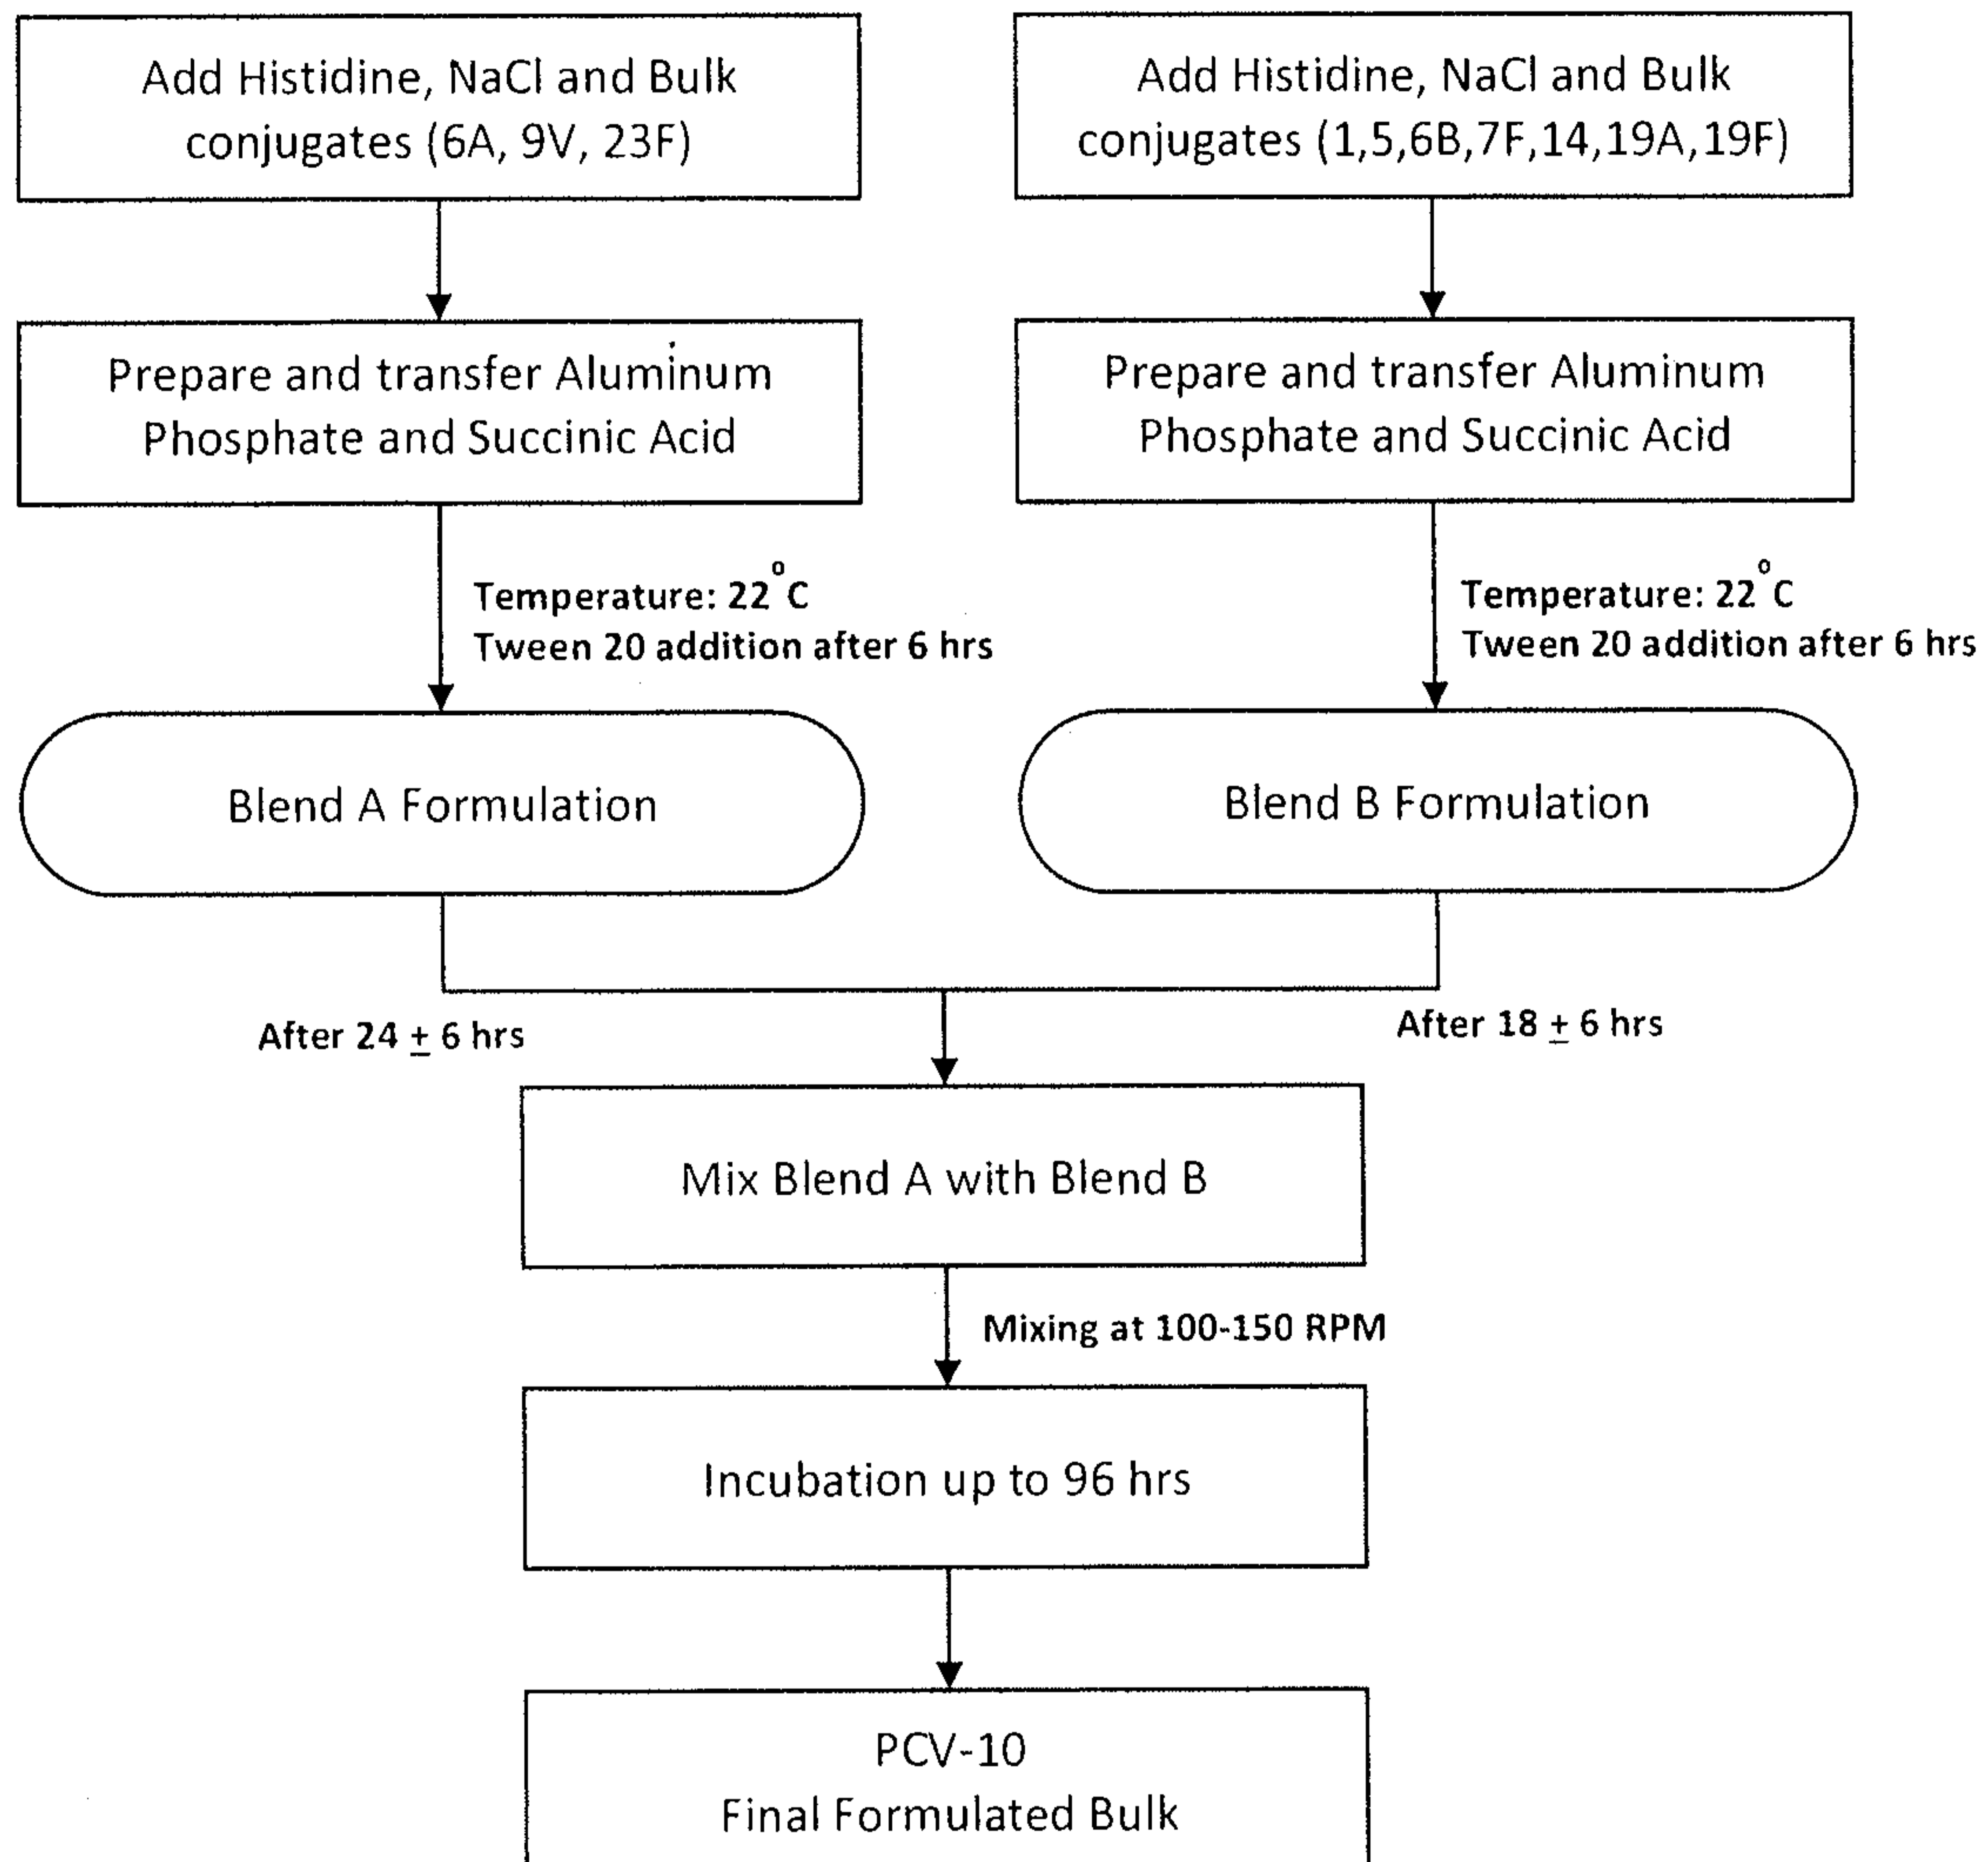 Add Histidine, NaCl and Bulk
conjugates (6A, 9V, 23F)
Add Histidine, NaCl and Bulk
conjugates (1,5,6B,7F,14,19A,19F)
Prepare and transfer Aluminum
Phosphate and Succinic Acid
Prepare and transfer Aluminum
Phosphate and Succinic Acid
Temperature: 22°C
Tween 20 addition after 6 hrs
Temperature: 22°C
Tween 20 addition after 6 hrs
Blend A Formulation
Blend B Formulation
After 24 ± 6 hrs
After 18 ± 6 hrs
Mix Blend A with Blend B
Mixing at 100-150 RPM
Incubation up to 96 hrs
PCV-10
Final Formulated Bulk